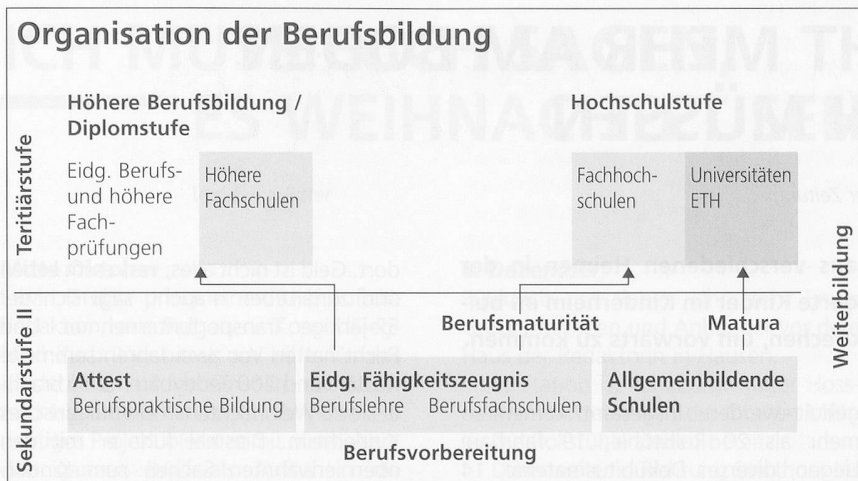 Organisation der Berufsbildung
Höhere Berufsbildung /
Diplomstufe
Hochschulstufe
Teritiärstufe
Eidg. Berufs-
und höhere
Fach-
prüfungen
Höhere
Fachschulen
Fachhoch-
schulen
Universitäten
ETH
Weiterbildung
Berufsmaturität
Matura
Sekundarstufe II
Attest
Berufspraktische Bildung
Eidg. Fähigkeitszeugnis
Berufslehre
Berufsfachschulen
Allgemeinbildende
Schulen
Berufsvorbereitung